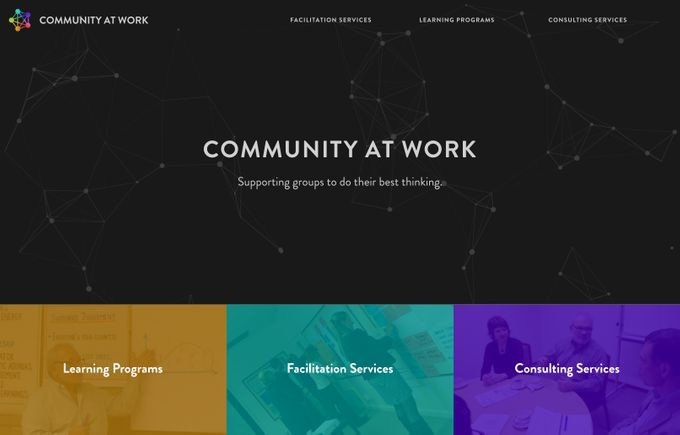 COMMUNITY AT WORK
FACILITATION SERVICES
LEARNING PROGRAMS
CONSULTING SERVICES
COMMUNITY AT WORK
Supporting groups to do their best thinking.
Learning Programs
Facilitation Services
Consulting Services